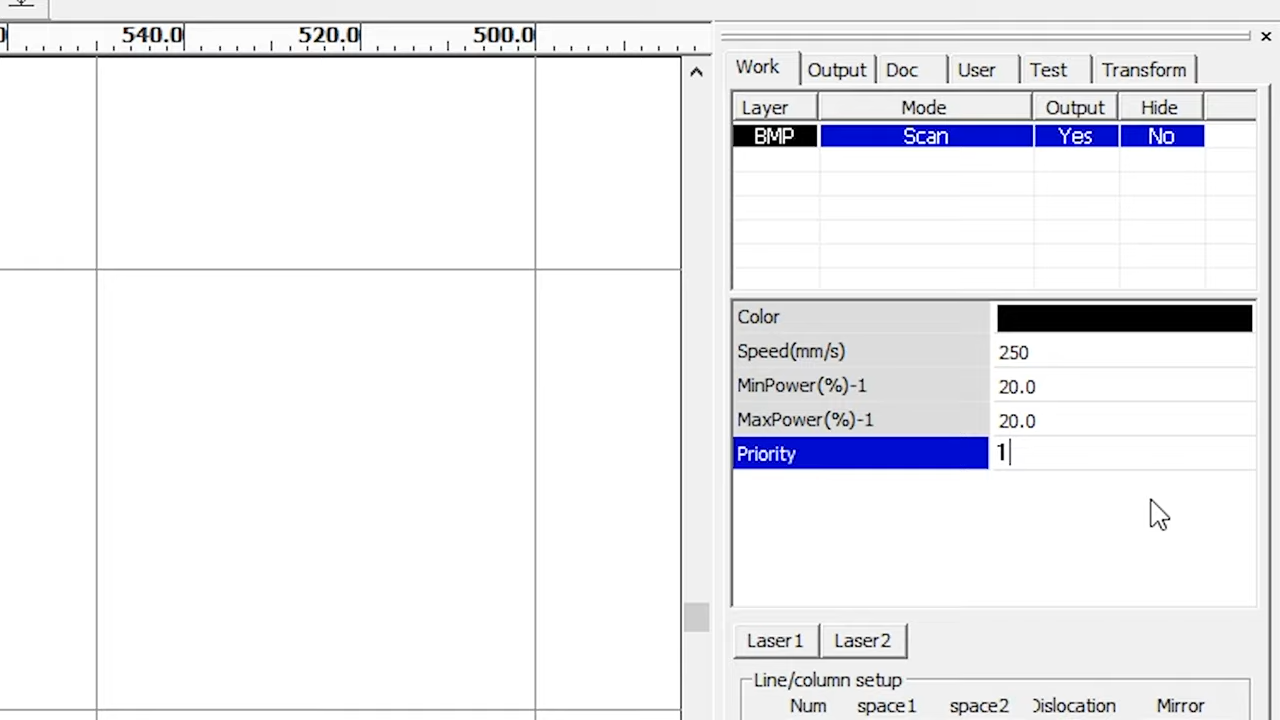 540.0 520.0 500.0
Work Output Doc User Test Transform
Layer Mode Output Hide
BMP Scan Yes No
Color
Speed(mm/s) 250
MinPower(%)-1 20.0
MaxPower(%)-1 20.0
Priority 1
Laser1 Laser2
Line/column setup
Num space1 space2 Dislocation Mirror